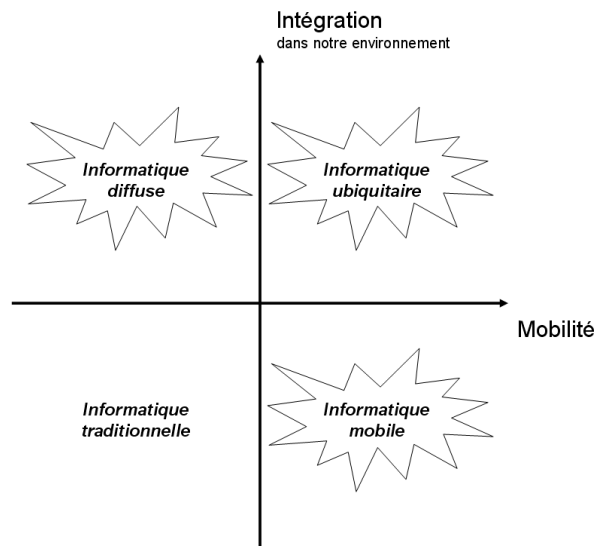 Intégration
dans notre environnement
Informatique
diffuse
Informatique
ubiquitaire
Mobilité
Informatique
traditionnelle
Informatique
mobile